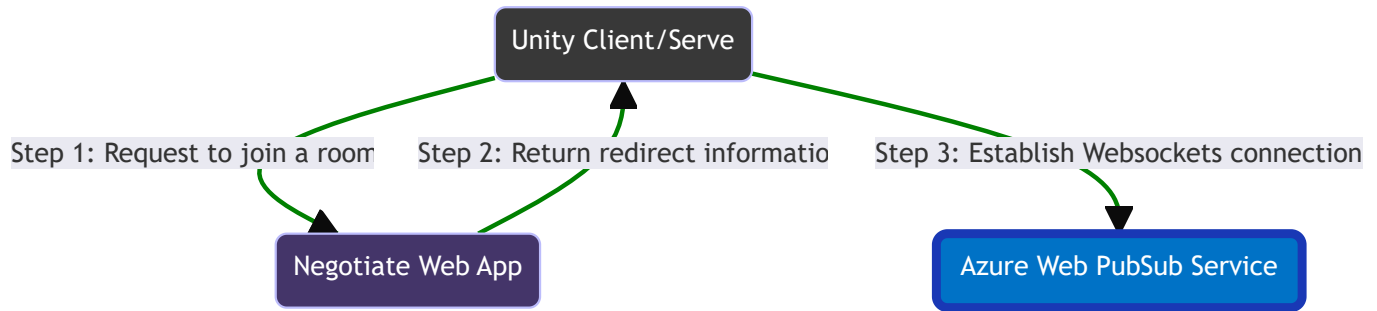 Unity Client/Serve
Step 1: Request to join a room
Step 2: Return redirect informatio
Step 3: Establish Websockets connection
Negotiate Web App
Azure Web PubSub Service